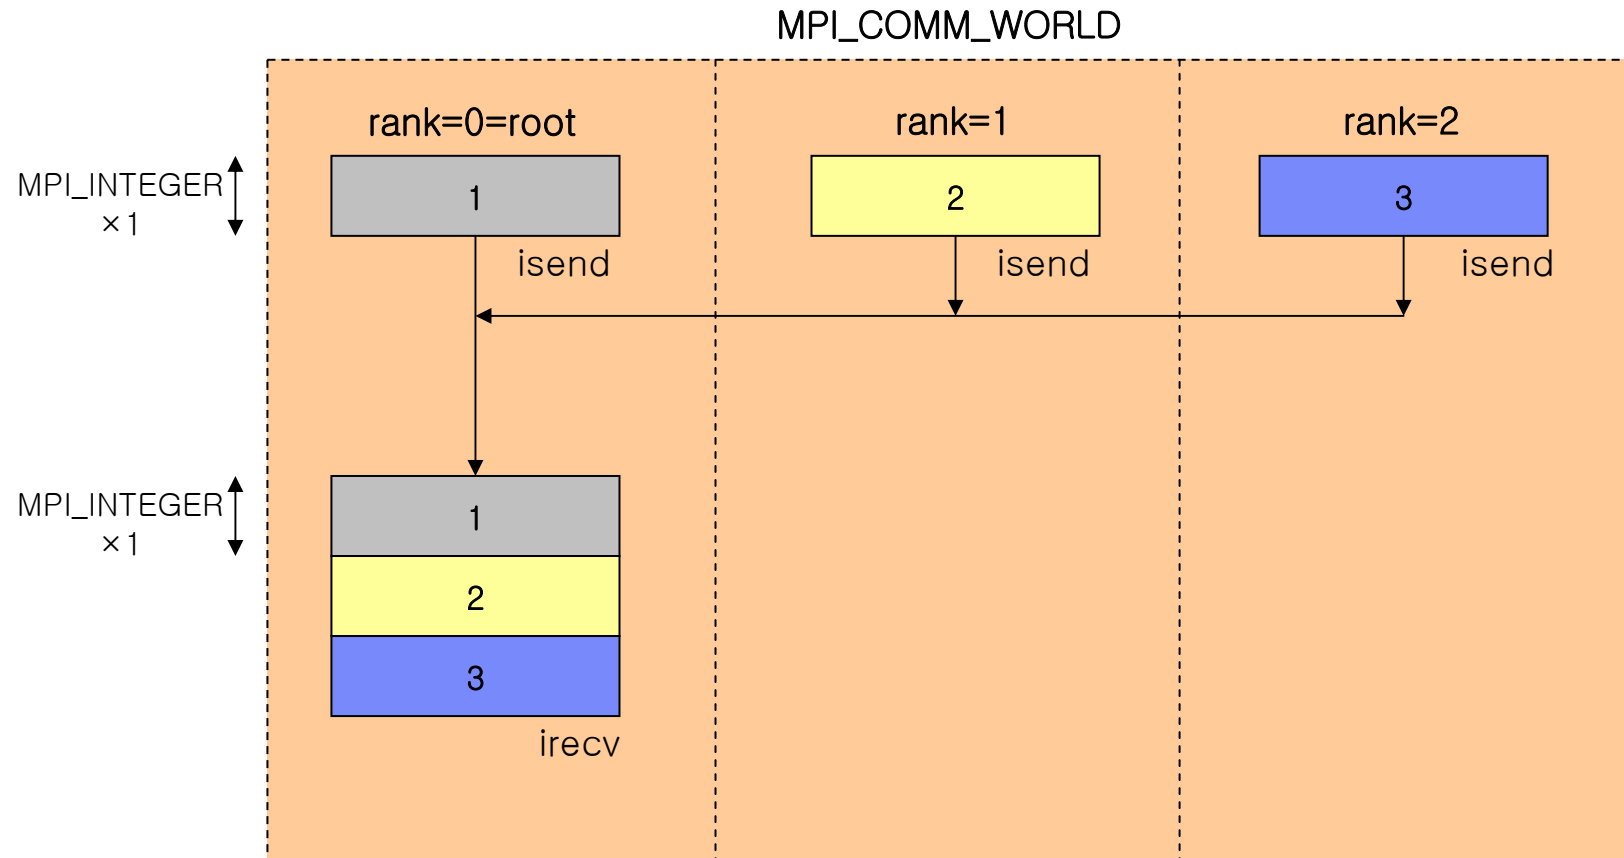 MPI_COMM_WORLD
rank=0=root
rank=1
rank=2
MPI_INTEGER
×1
1
2
3
isend
isend
isend
MPI_INTEGER
×1
1
2
3
irecv